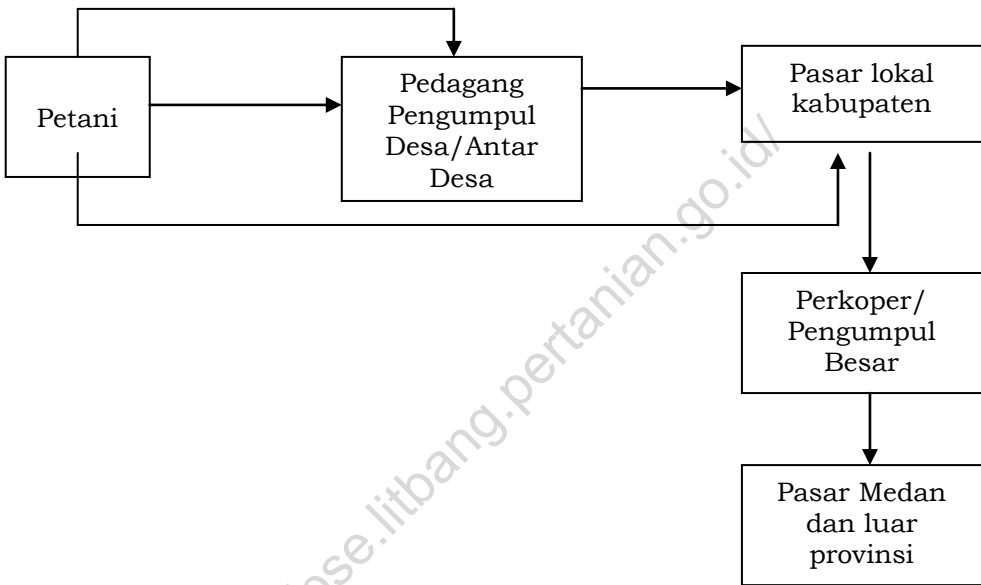 Petani
Pedagang
Pengumpul
Desa/Antar
Desa
Pasar lokal
kabupaten
Perkoper/
Pengumpul
Besar
Pasar Medan
dan luar
provinsi
ose.litbang.pertanian.go.id/